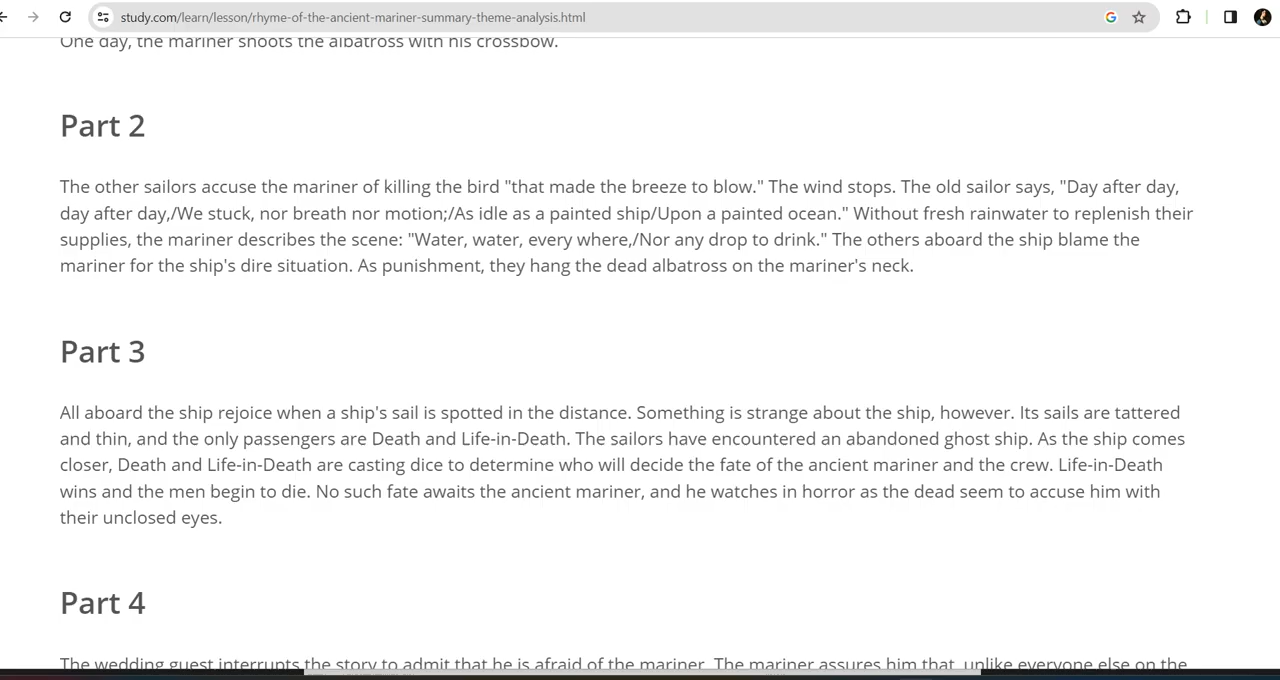 study.com/learn/lesson/rhyme-of-the-ancient-mariner-summary-theme-analysis.html
One day, the mariner shoots the albatross with his crossbow.
Part 2
The other sailors accuse the mariner of killing the bird "that made the breeze to blow." The wind stops. The old sailor says, "Day after day,
day after day,/We stuck, nor breath nor motion;/As idle as a painted ship/Upon a painted ocean." Without fresh rainwater to replenish their
supplies, the mariner describes the scene: "Water, water, every where,/Nor any drop to drink." The others aboard the ship blame the
mariner for the ship's dire situation. As punishment, they hang the dead albatross on the mariner's neck.
Part 3
All aboard the ship rejoice when a ship's sail is spotted in the distance. Something is strange about the ship, however. Its sails are tattered
and thin, and the only passengers are Death and Life-in-Death. The sailors have encountered an abandoned ghost ship. As the ship comes
closer, Death and Life-in-Death are casting dice to determine who will decide the fate of the ancient mariner and the crew. Life-in-Death
wins and the men begin to die. No such fate awaits the ancient mariner, and he watches in horror as the dead seem to accuse him with
their unclosed eyes.
Part 4
The wedding guest interrupts the story to admit that he is afraid of the mariner. The mariner assures him that, unlike everyone else on the